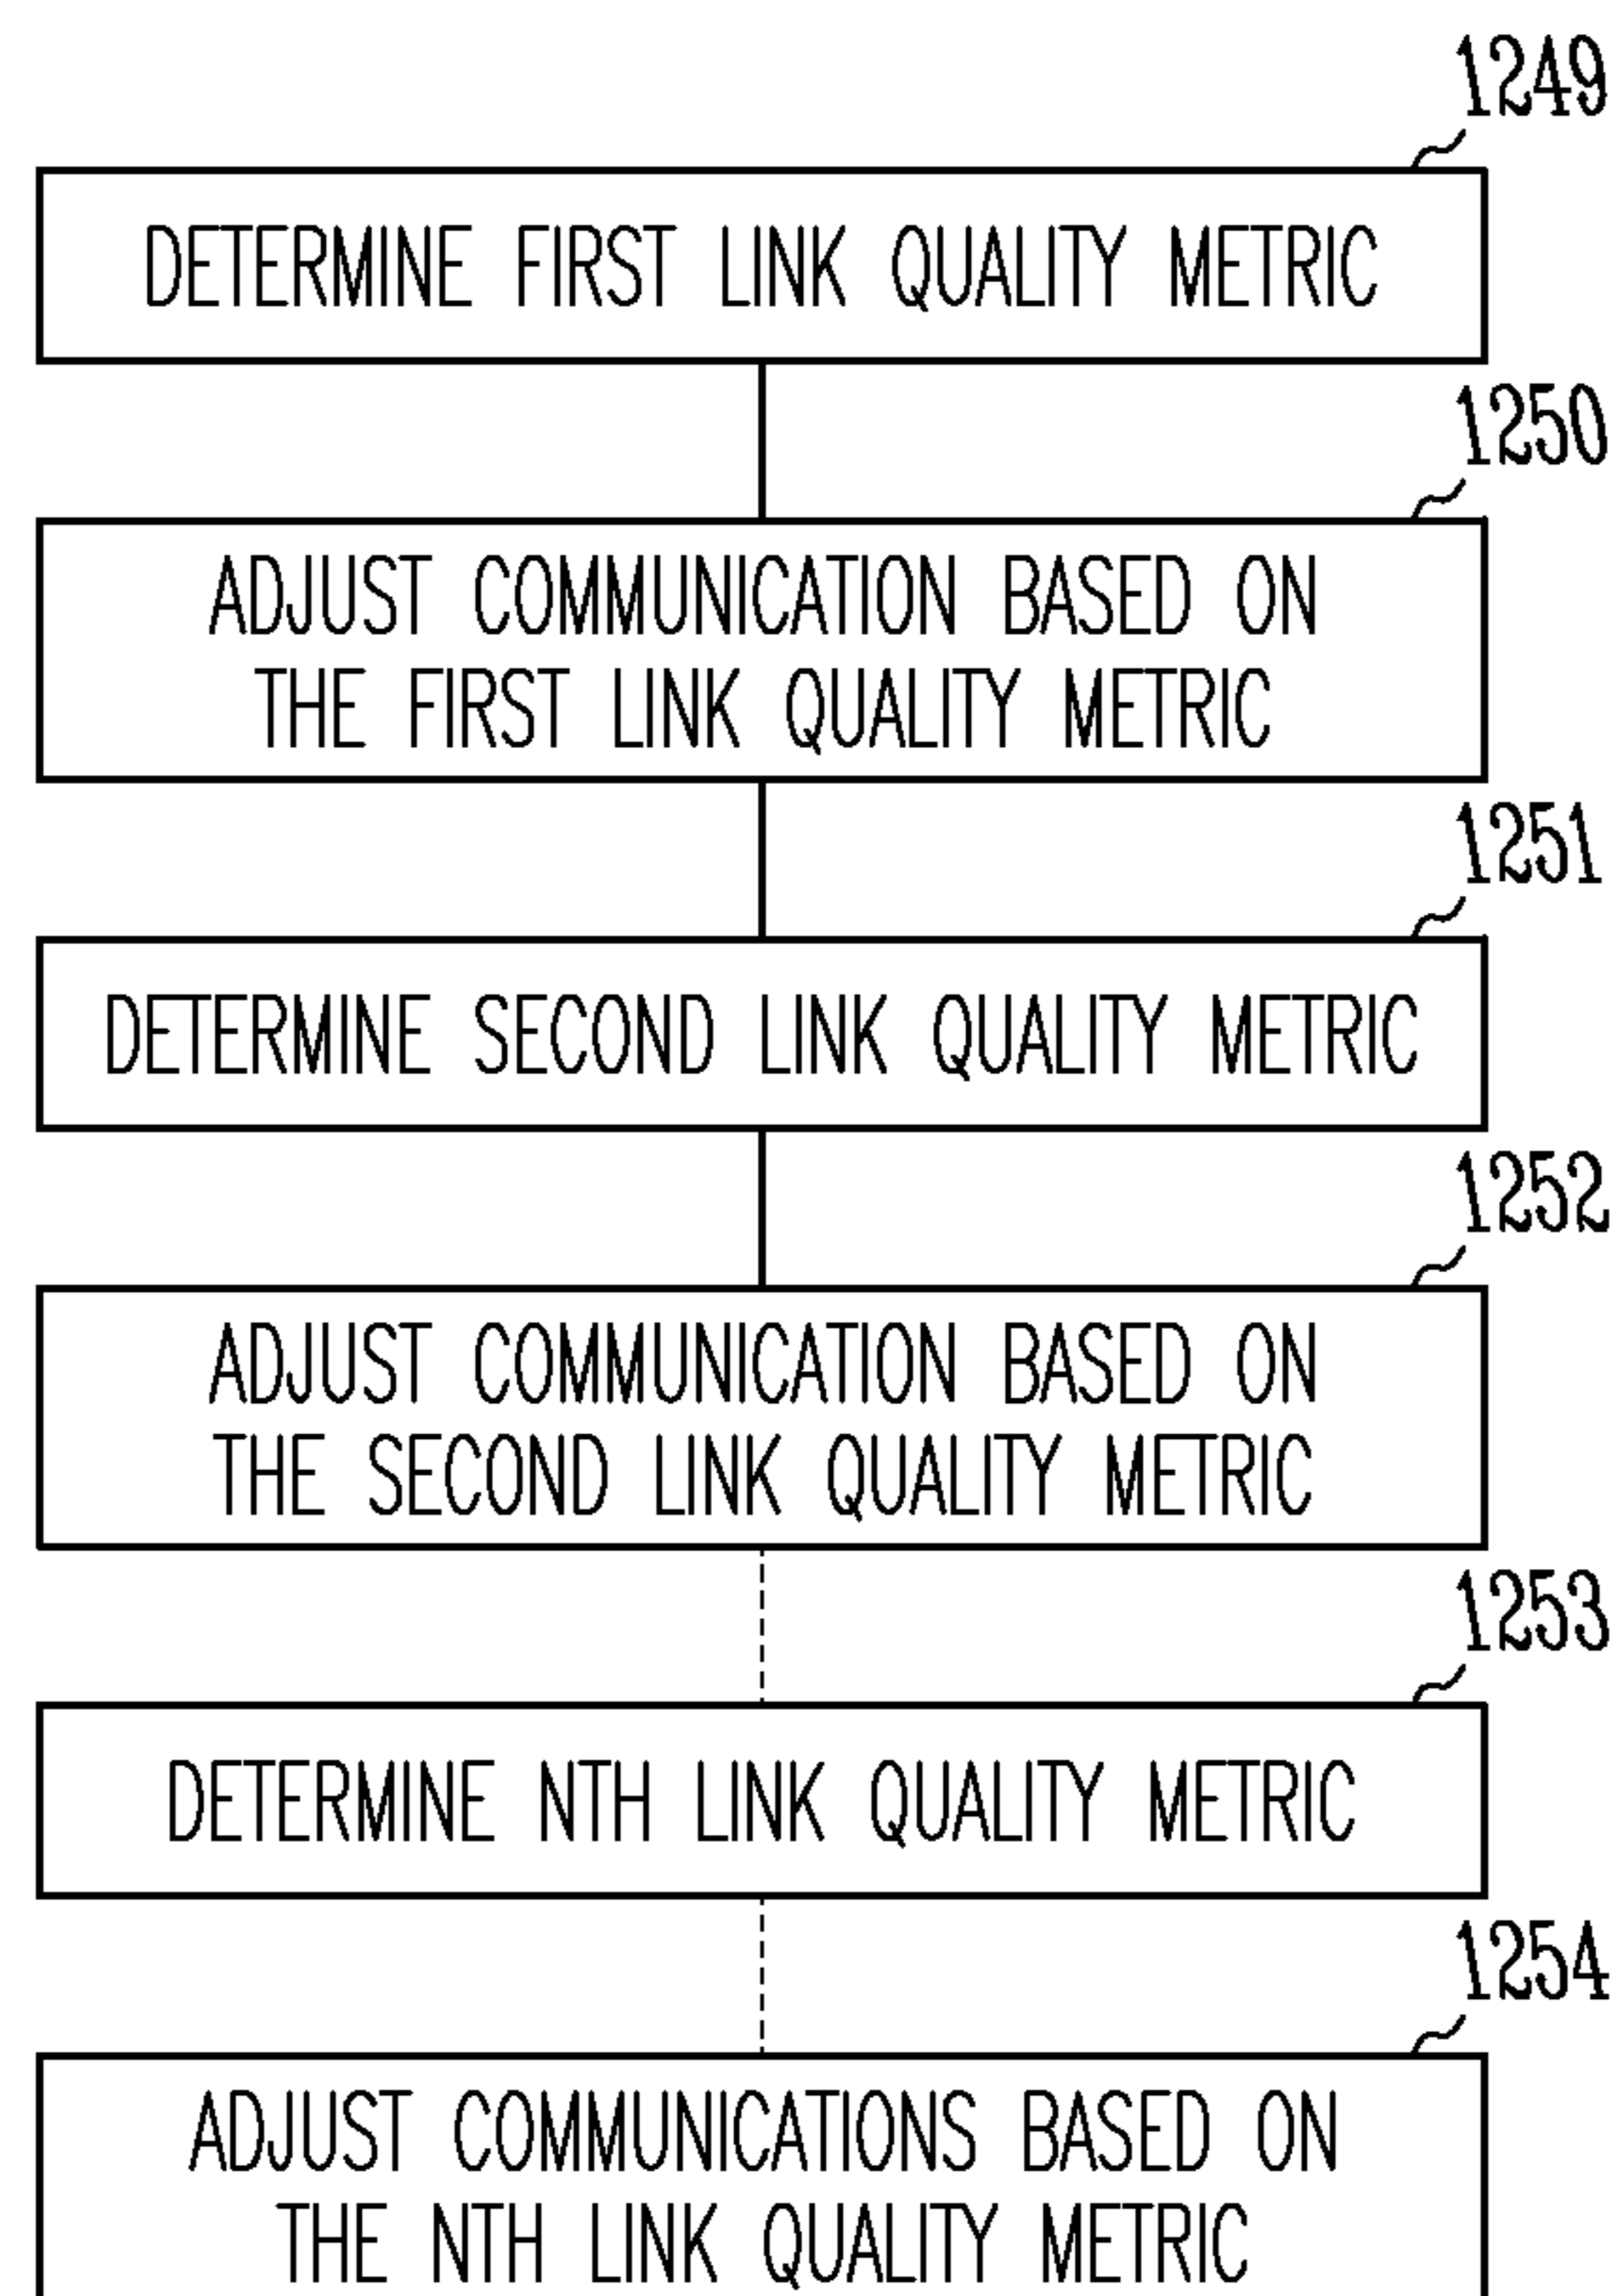 1249
DETERMINE FIRST LINK QUALITY METRIC
1250
ADJUST COMMUNICATION BASED ON
THE FIRST LINK QUALITY METRIC
1251
DETERMINE SECOND LINK QUALITY METRIC
1252
ADJUST COMMUNICATION BASED ON
THE SECOND LINK QUALITY METRIC
1253
DETERMINE NTH LINK QUALITY METRIC
1254
ADJUST COMMUNICATIONS BASED ON
THE NTH LINK QUALITY METRIC